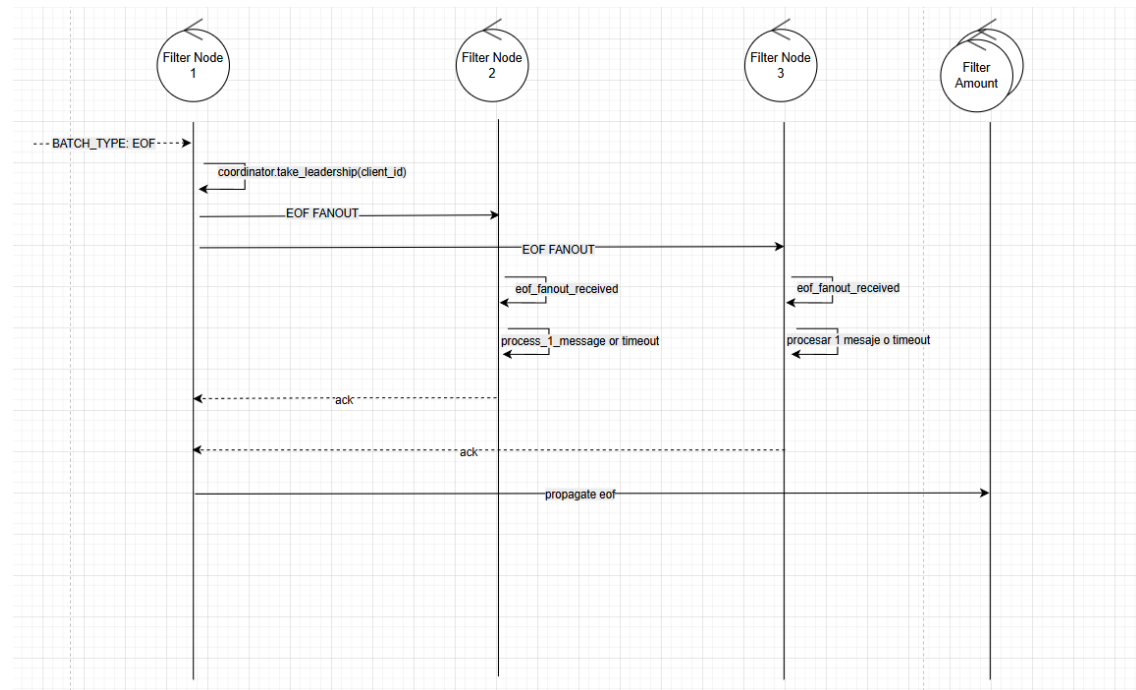 Filter Node
1
Filter Node
2
Filter Node
3
Filter
Amount
BATCH_TYPE: EOF
coordinator.take_leadership(client_id)
EOF FANOUT
EOF FANOUT
eof_fanout_received
eof_fanout_received
process_1_message or timeout
procesar 1 mesaje o timeout
ack
ack
propagate eof